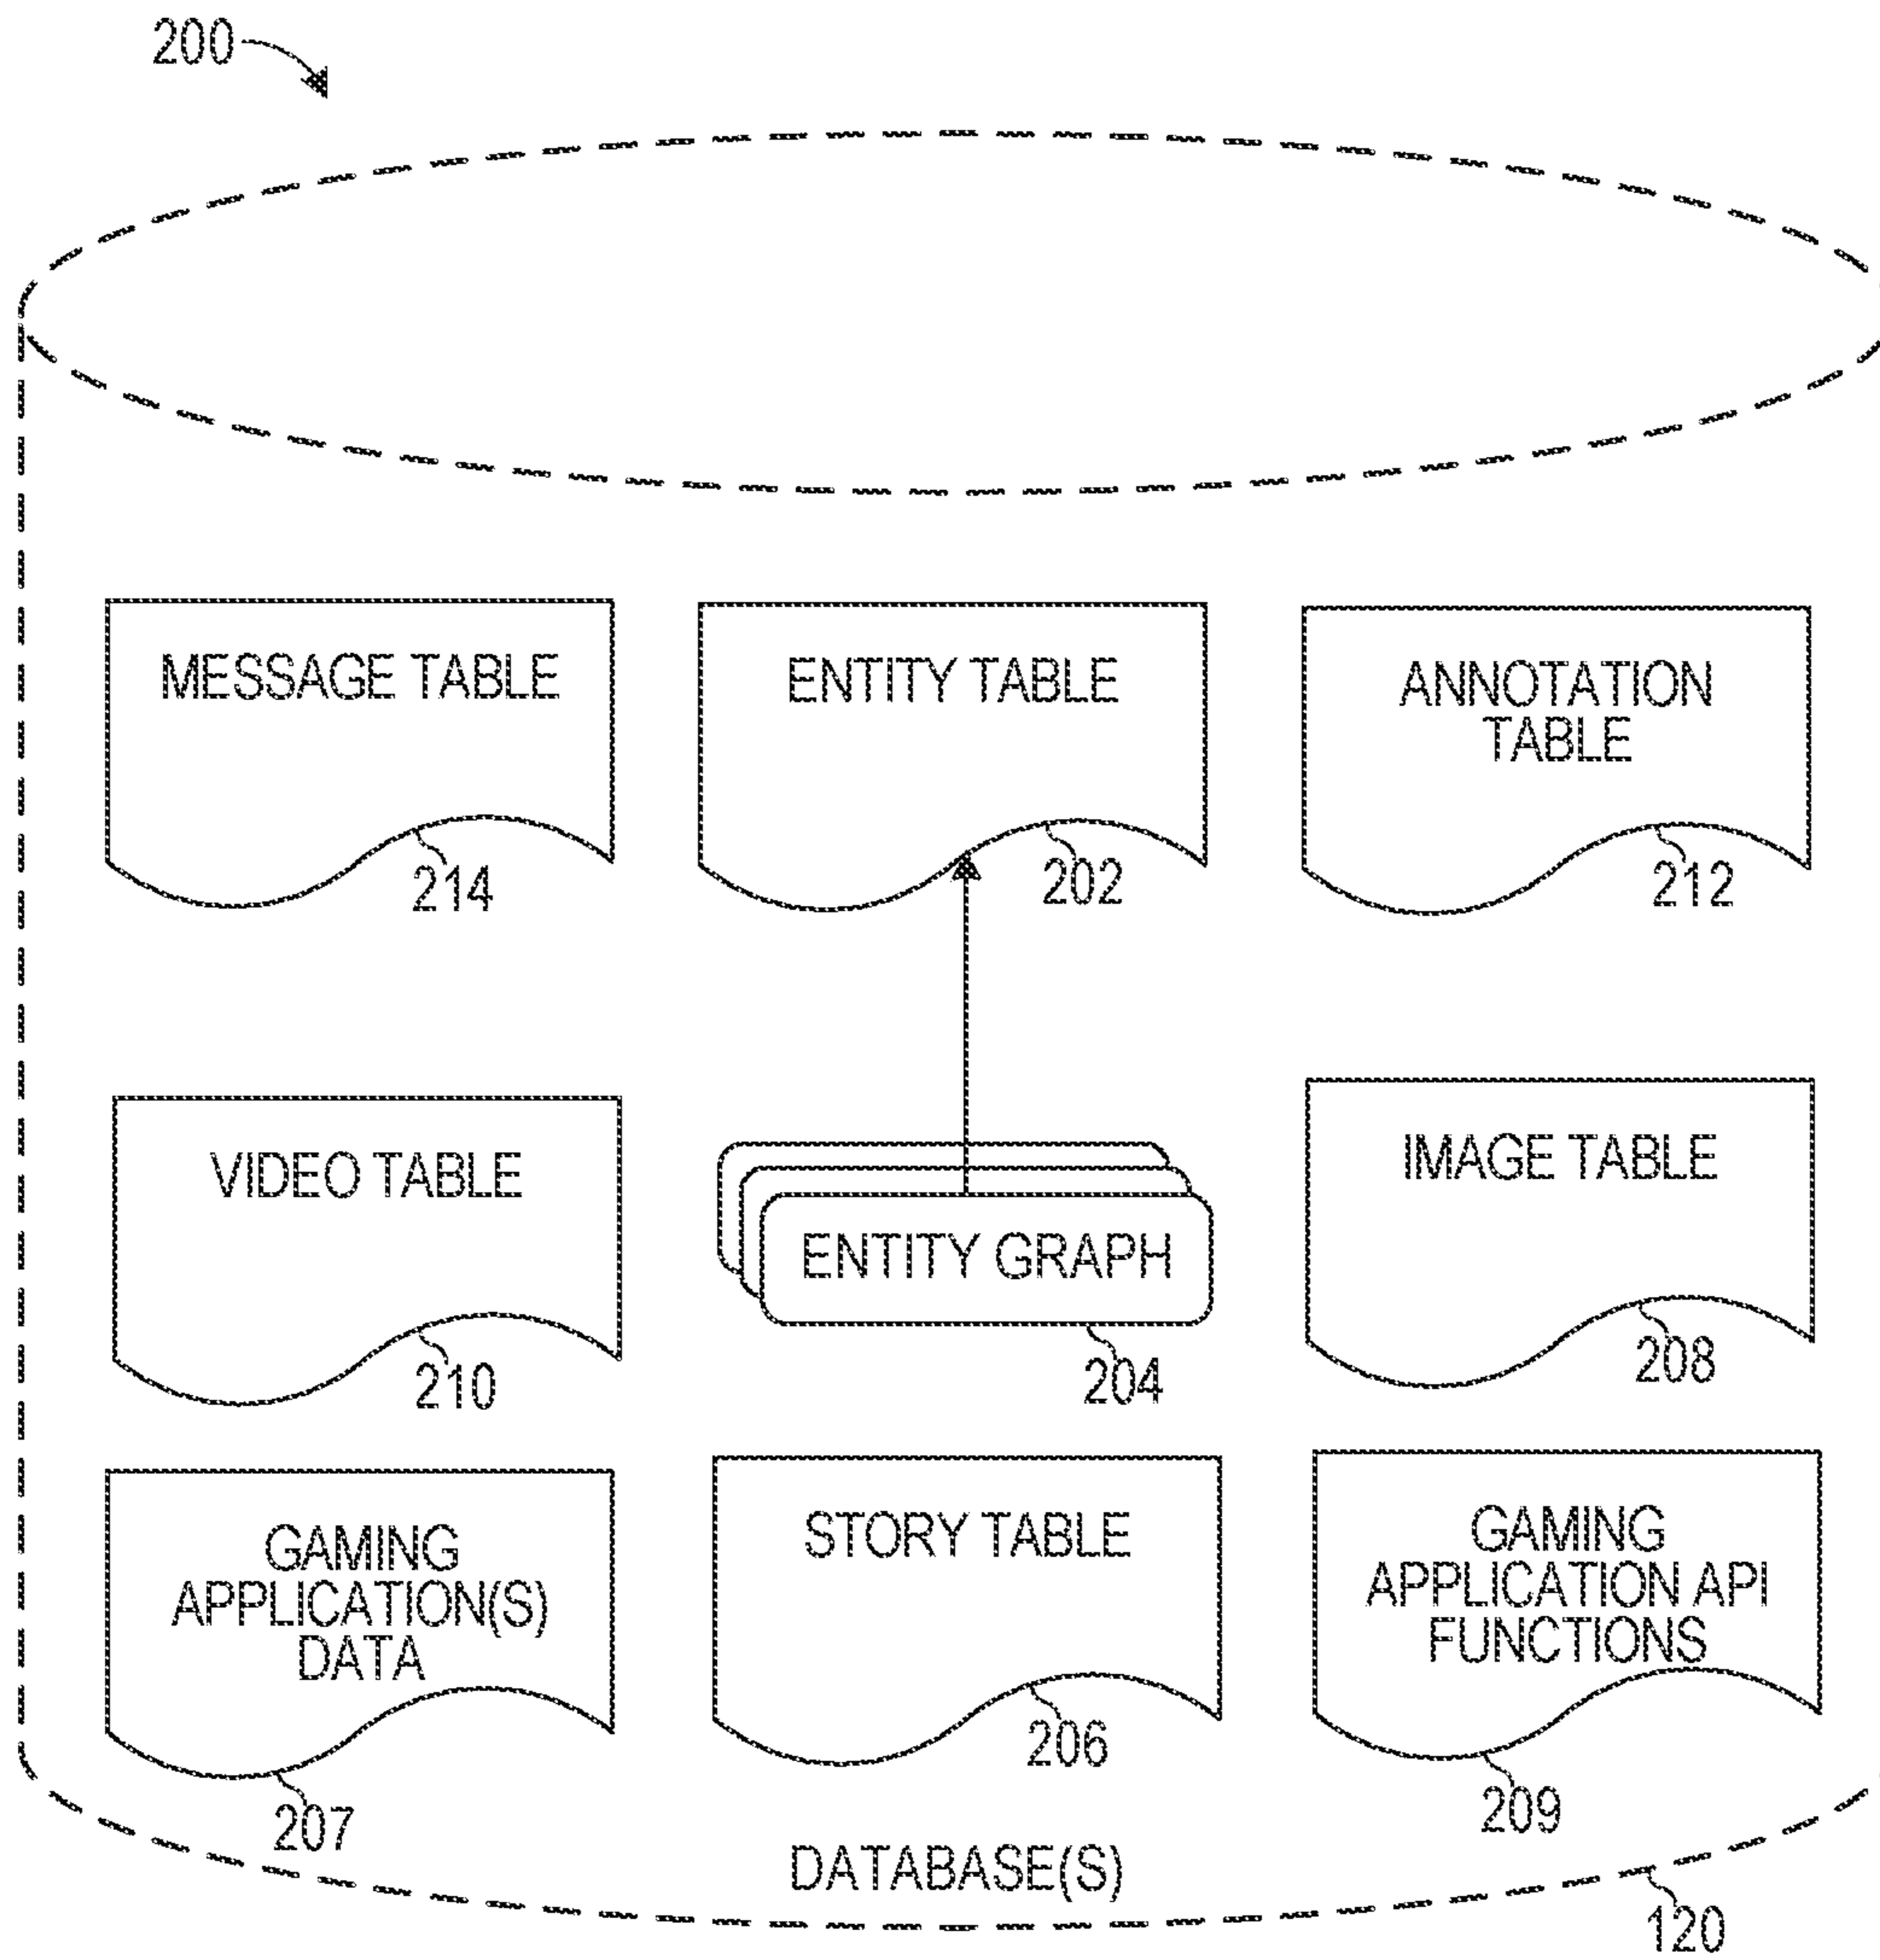 200
MESSAGE TABLE
214
ENTITY TABLE
202
ANNOTATION
TABLE
212
VIDEO TABLE
210
ENTITY GRAPH
204
IMAGE TABLE
208
GAMING
APPLICATION(S)
DATA
207
STORY TABLE
206
GAMING
APPLICATION API
FUNCTIONS
209
DATABASE(S)
120